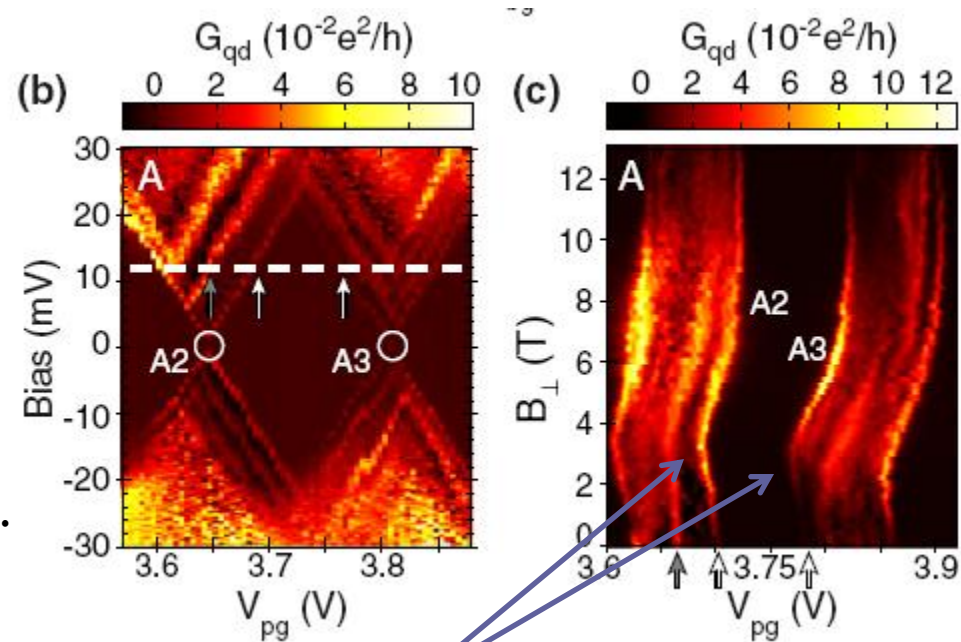 G_qd (10^-2 e^2/h)
0 2 4 6 8 10
(b)
A
30
20
10
0
-10
-20
-30
Bias (mV)
A2
A3
3.6 3.7 3.8
V_pg (V)
G_qd (10^-2 e^2/h)
0 2 4 6 8 10 12
(c)
A
12
10
8
6
4
2
0
B_⊥ (T)
A2
A3
3.6 3.75 3.9
V_pg (V)